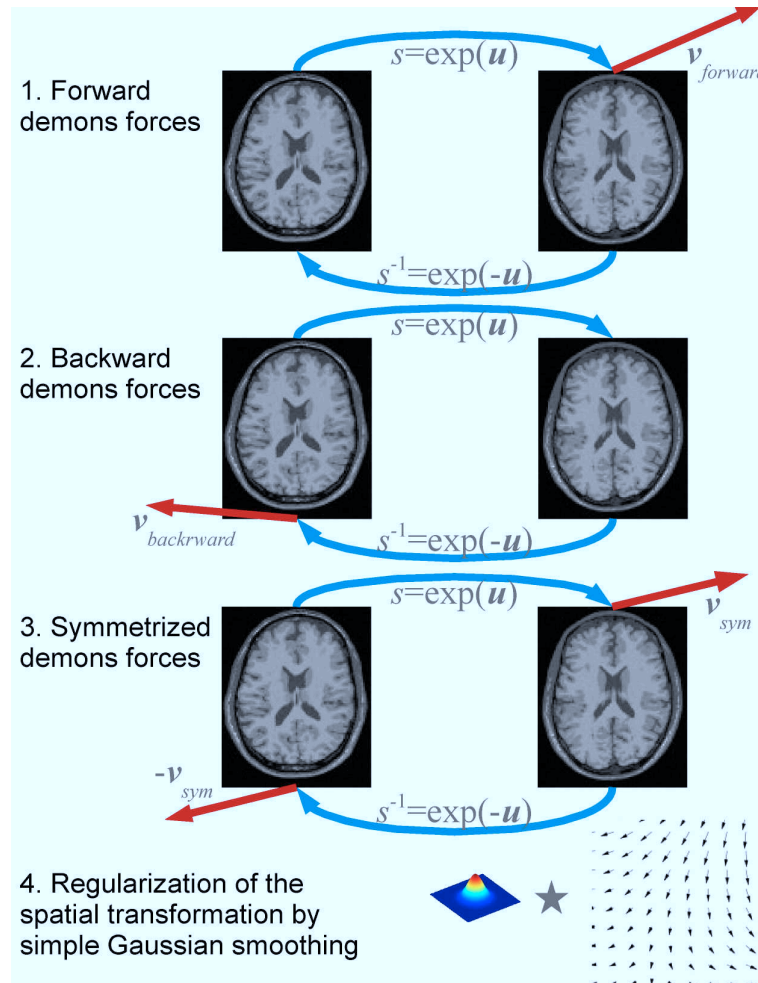 s=exp(u)
v forward
1. Forward
demons forces
s⁻¹=exp(-u)
s=exp(u)
2. Backward
demons forces
v backrward
s⁻¹=exp(-u)
s=exp(u)
v sym
3. Symmetrized
demons forces
-v sym
s⁻¹=exp(-u)
4. Regularization of the
spatial transformation by
simple Gaussian smoothing